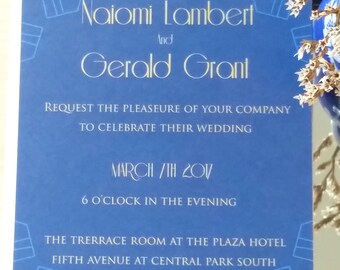 Naiomi Lambert
And
Gerald Grant
REQUEST THE PLEASEURE OF YOUR COMPANY
TO CELEBRATE THEIR WEDDING
MARCH 7TH 2017
6 O'CLOCK IN THE EVENING
THE TRERRACE ROOM AT THE PLAZA HOTEL
FIFTH AVENUE AT CENTRAL PARK SOUTH